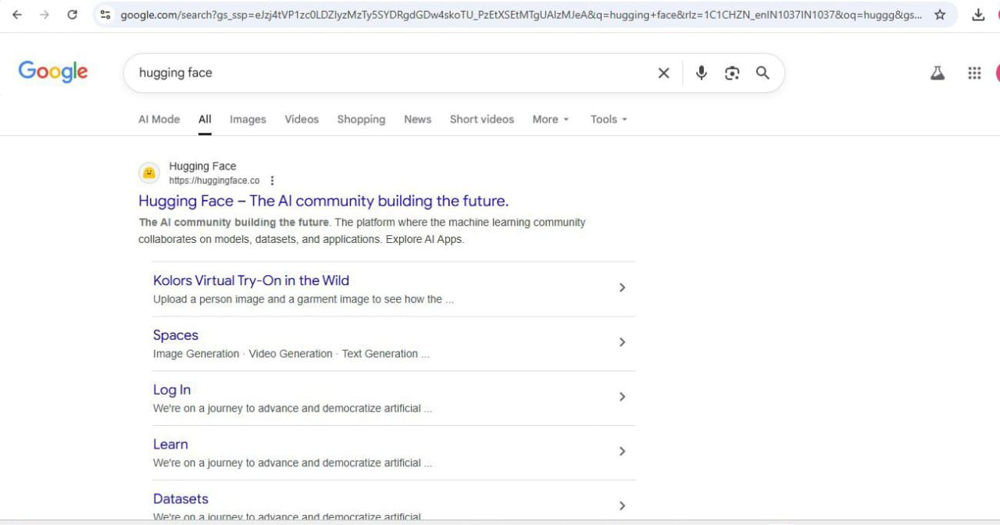 google.com/search?gs_ssp=eJzj4tVP1zc0LDZIyzMzTy5SYDRgdGDw4skoTU_PzEtXSEtMTgUAIzMJeA&q=hugging+face&rlz=1C1CHZN_enIN1037IN1037&oq=huggg&gs...
Google
hugging face
AI Mode All Images Videos Shopping News Short videos More Tools
Hugging Face
https://huggingface.co
Hugging Face – The AI community building the future.
The AI community building the future. The platform where the machine learning community
collaborates on models, datasets, and applications. Explore AI Apps.
Kolors Virtual Try-On in the Wild
Upload a person image and a garment image to see how the ...
Spaces
Image Generation · Video Generation · Text Generation ...
Log In
We're on a journey to advance and democratize artificial ...
Learn
We're on a journey to advance and democratize artificial ...
Datasets
We're on a journey to advance and democratize artificial